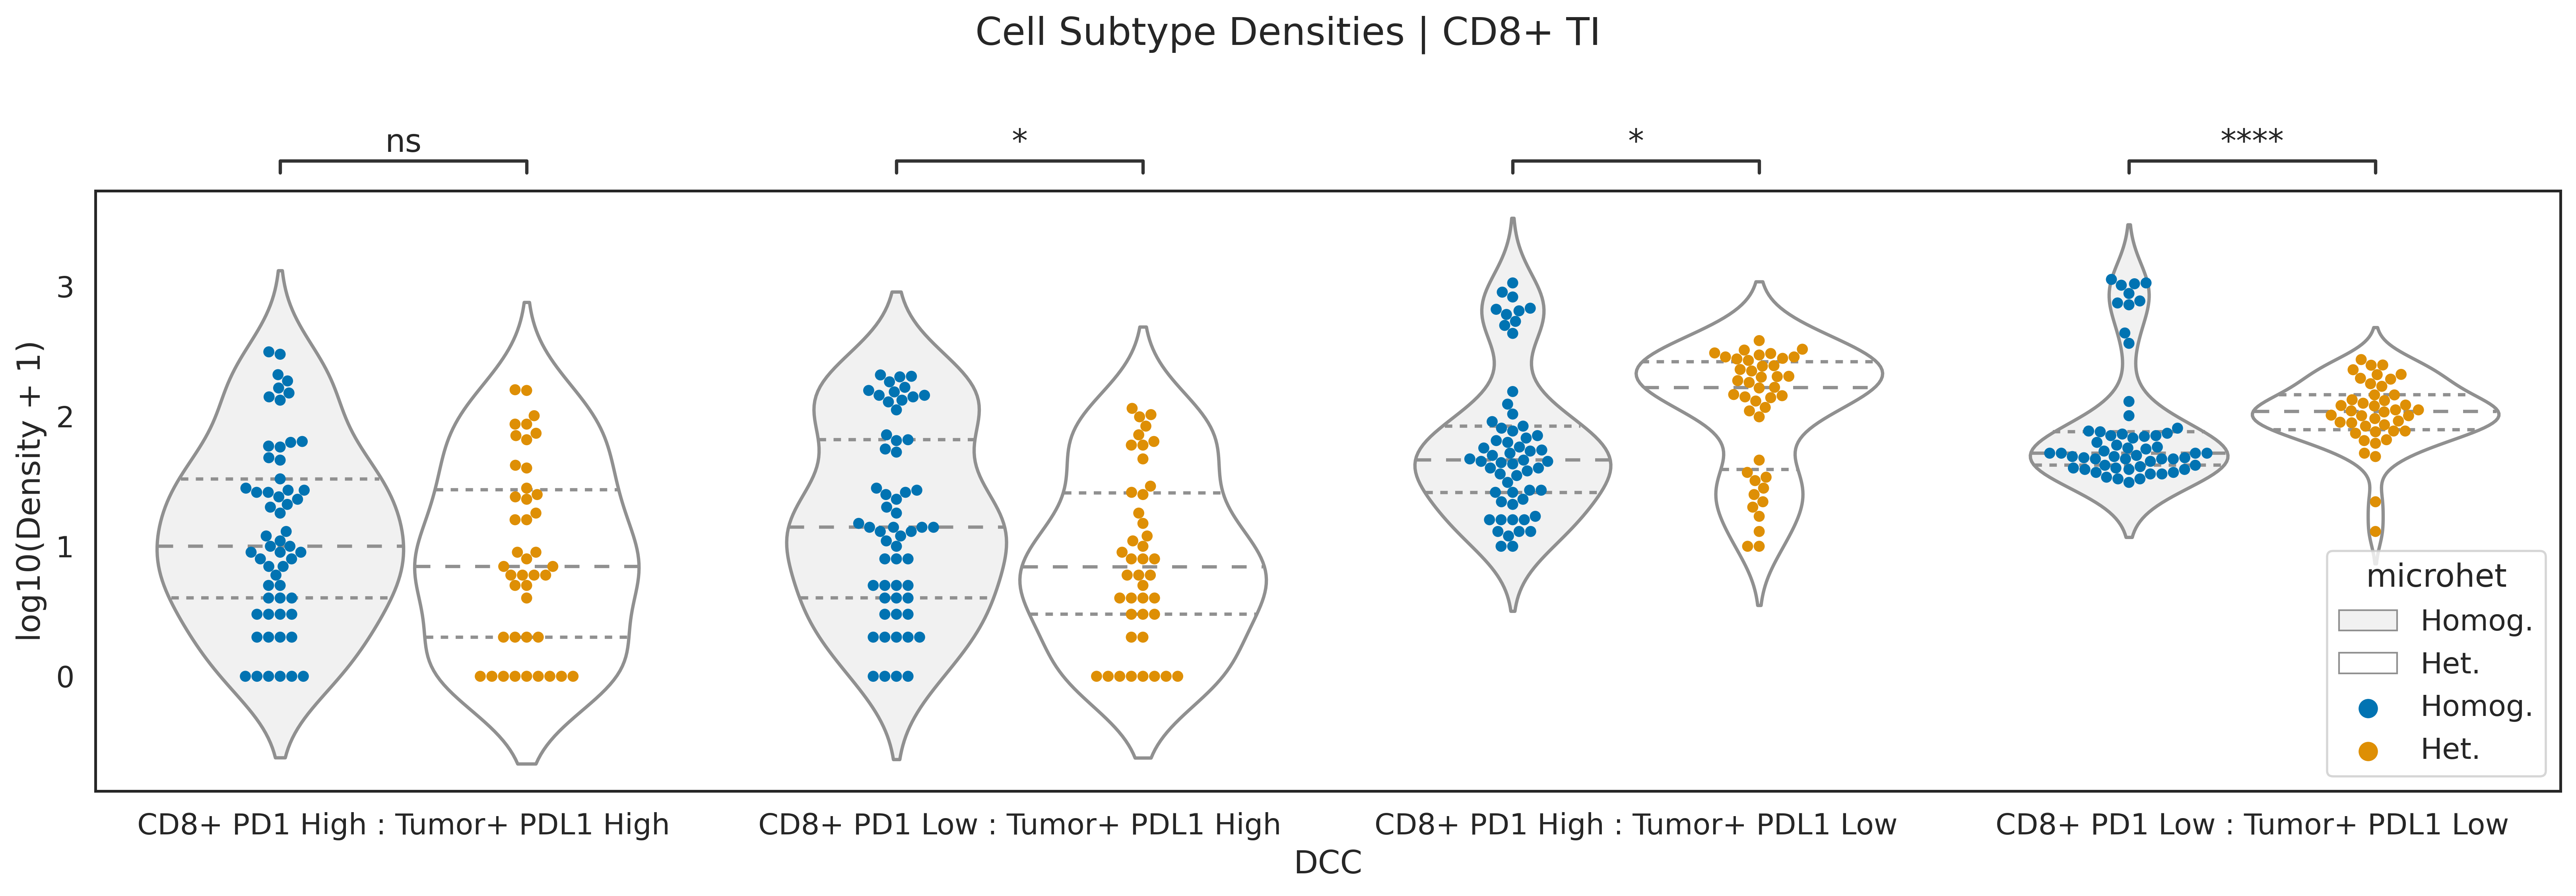 Cell Subtype Densities | CD8+ TI
ns
*
*
****
log10(Density + 1)
3
2
1
0
microhet
Homog.
Het.
Homog.
Het.
CD8+ PD1 High : Tumor+ PDL1 High
CD8+ PD1 Low : Tumor+ PDL1 High
CD8+ PD1 High : Tumor+ PDL1 Low
CD8+ PD1 Low : Tumor+ PDL1 Low
DCC